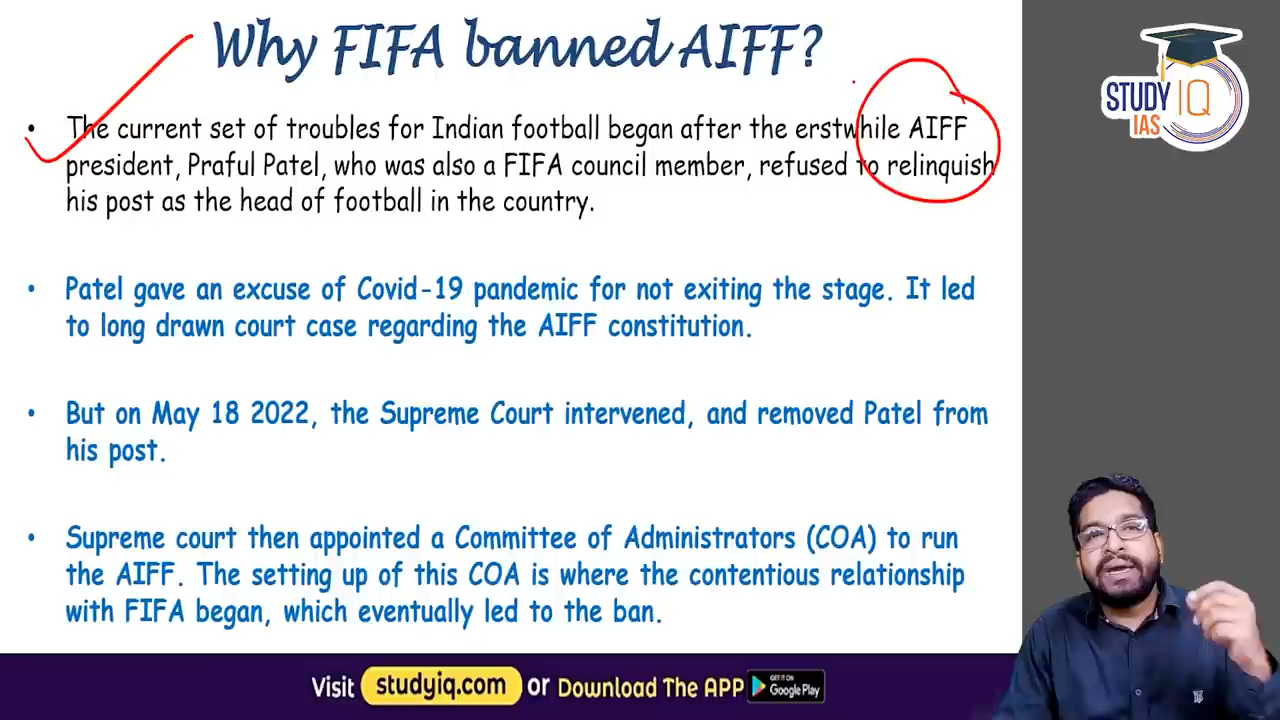 Why FIFA banned AIFF?
• The current set of troubles for Indian football began after the erstwhile AIFF
president, Praful Patel, who was also a FIFA council member, refused to relinquish
his post as the head of football in the country.
• Patel gave an excuse of Covid-19 pandemic for not exiting the stage. It led
to long drawn court case regarding the AIFF constitution.
• But on May 18 2022, the Supreme Court intervened, and removed Patel from
his post.
• Supreme court then appointed a Committee of Administrators (COA) to run
the AIFF. The setting up of this COA is where the contentious relationship
with FIFA began, which eventually led to the ban.
STUDY IQ
IAS
Visit studyiq.com or Download The APP GET IT ON Google Play